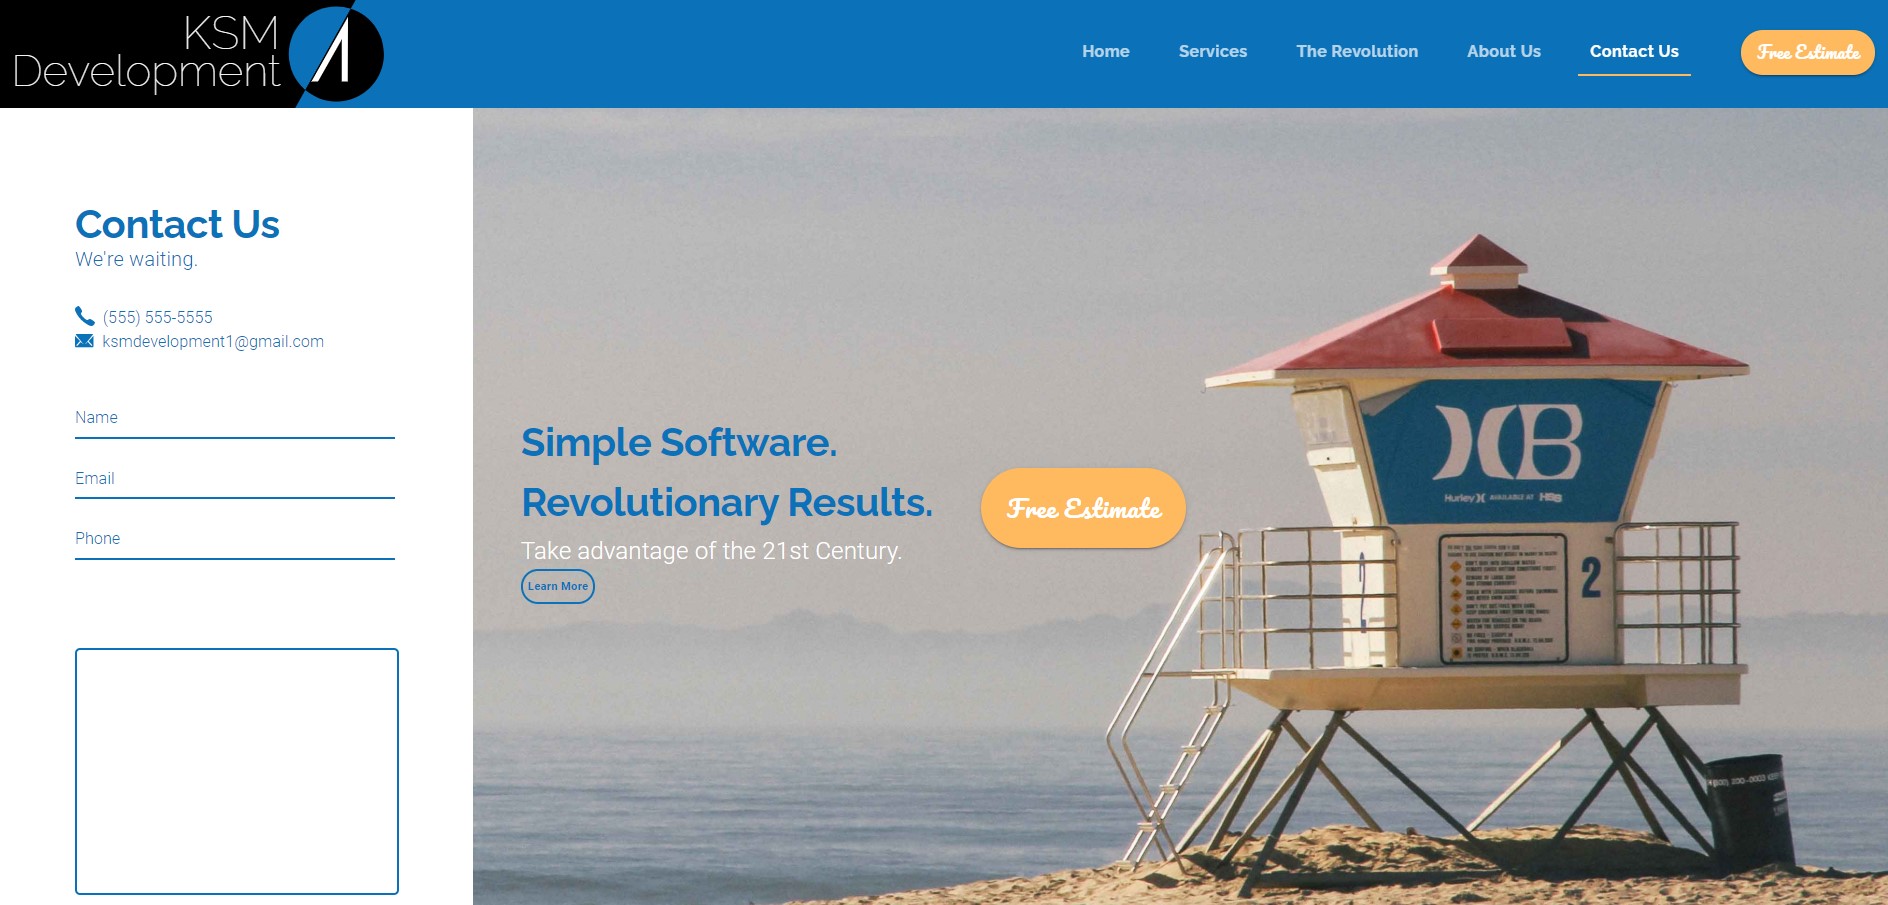 KSM
Development
Home
Services
The Revolution
About Us
Contact Us
Free Estimate
Contact Us
We're waiting.
(555) 555-5555
ksmdevelopment1@gmail.com
Name
Email
Phone
Simple Software.
Revolutionary Results.
Take advantage of the 21st Century.
Learn More
Free Estimate
HB
Hurley AVAILABLE AT HSS
2